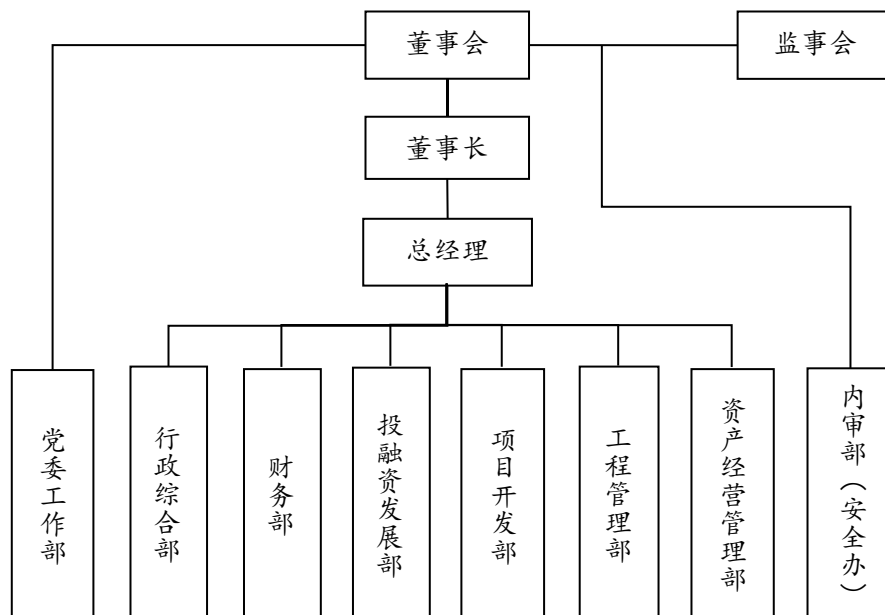 董事会
监事会
董事长
总经理
党委工作部
行政综合部
财务部
投融资发展部
项目开发部
工程管理部
资产经营管理部
内审部（安全办）